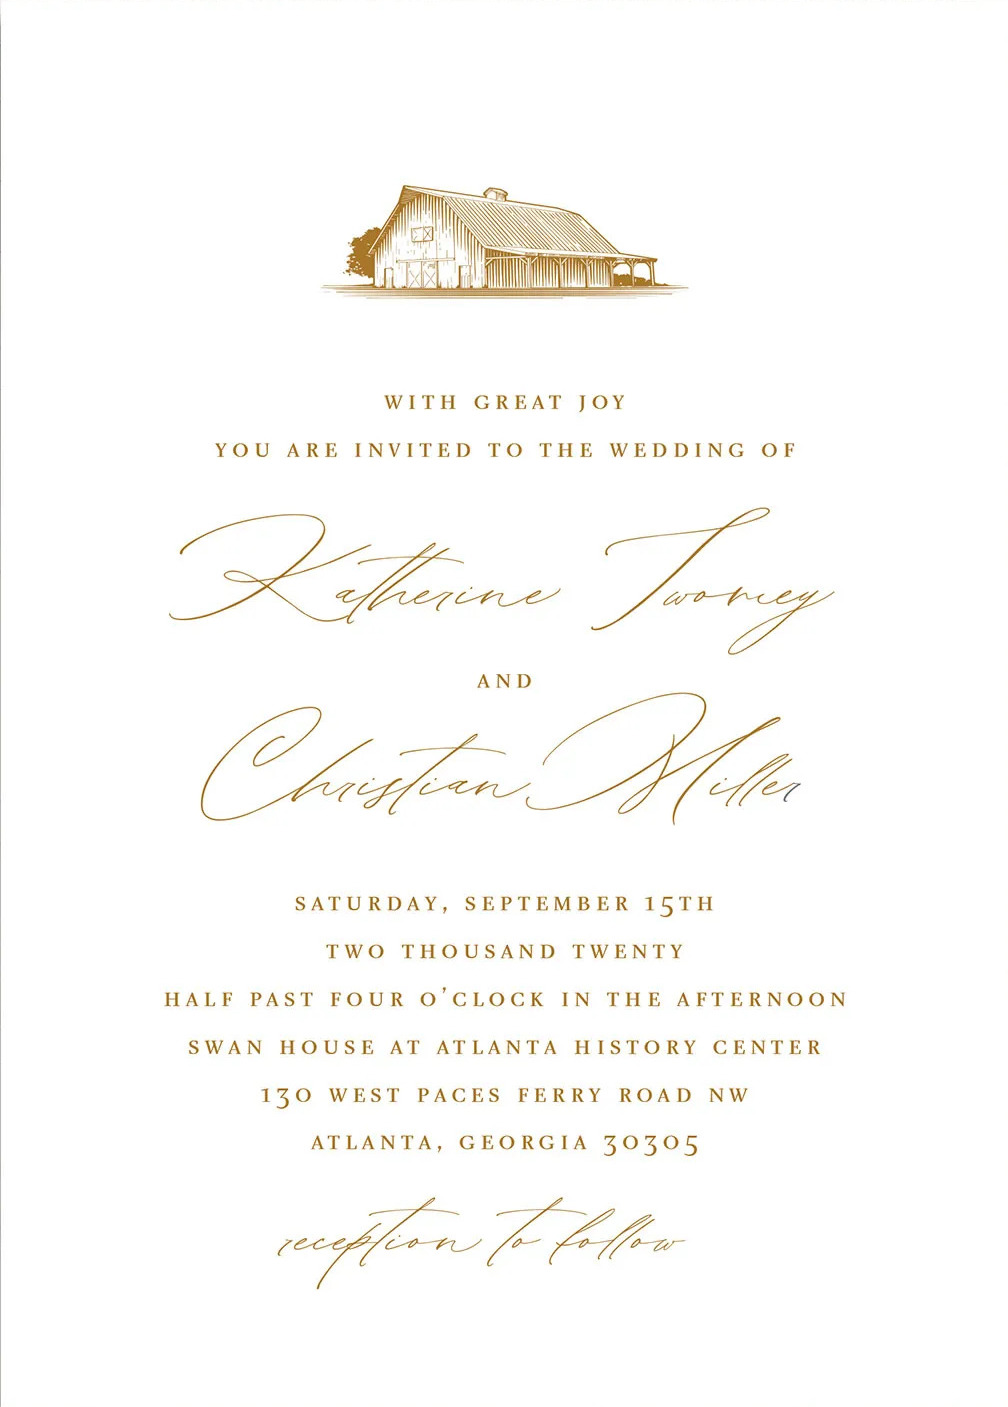 WITH GREAT JOY
YOU ARE INVITED TO THE WEDDING OF
Katherine Twomey
AND
Christian Miller
SATURDAY, SEPTEMBER 15TH
TWO THOUSAND TWENTY
HALF PAST FOUR O’CLOCK IN THE AFTERNOON
SWAN HOUSE AT ATLANTA HISTORY CENTER
130 WEST PACES FERRY ROAD NW
ATLANTA, GEORGIA 30305
reception to follow